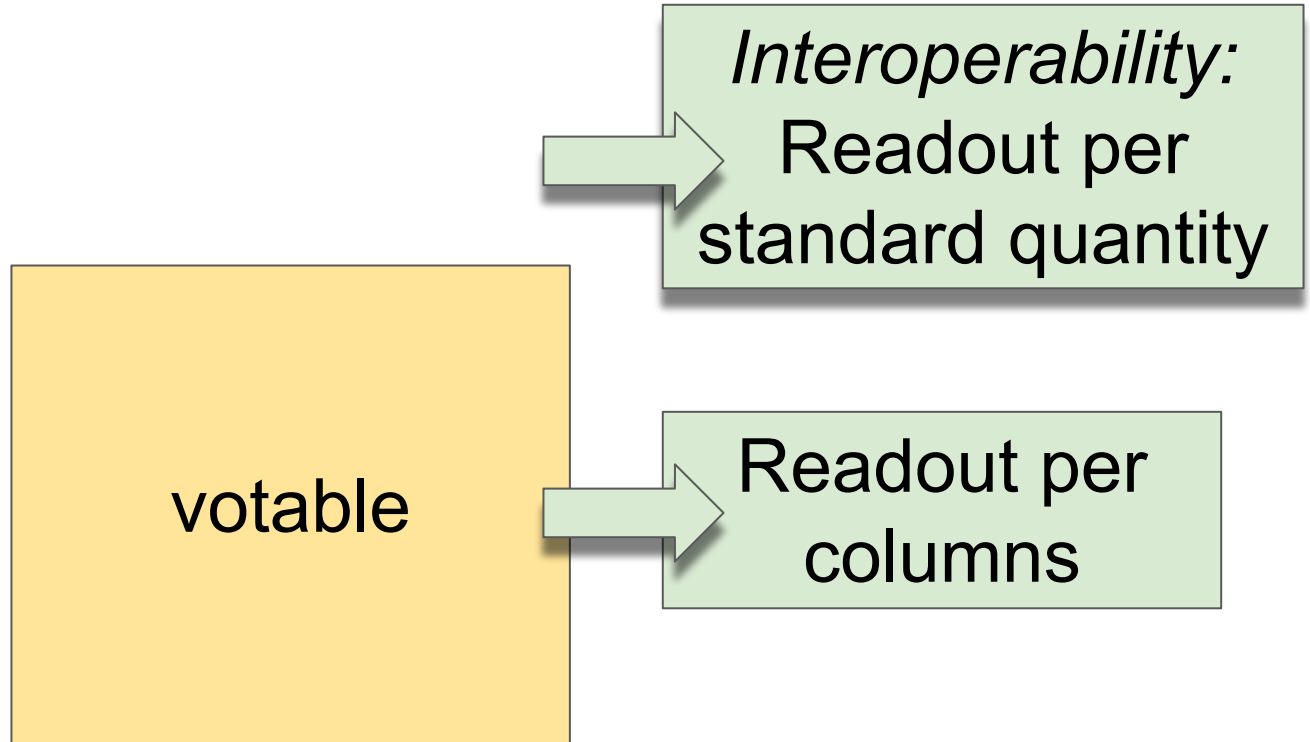 Interoperability:
Readout per
standard quantity
votable
Readout per
columns